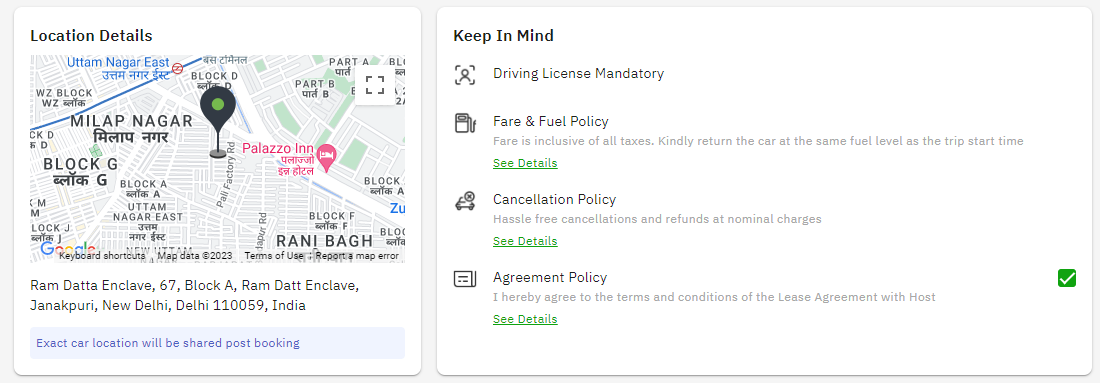 Location Details
Uttam Nagar East
उत्तम नगर ईस्ट
बस टर्मिनल
BLOCK D
ब्लॉक D
PART A
पार्ट A
PART B
पार्ट B
WZ BLOCK
WZ ब्लॉक
MILAP NAGAR
मिलाप नगर
K D
BLOCK G
ब्लॉक G
Palazzo Inn
पलाज्जो
इन्न होटल
BLOCK A
ब्लॉक A
Pali Factory Rd
UTTAM
NAGAR EAST
उत्तम
नगर ईस्ट
BLOCK F
ब्लॉक F
LOCK J
ब्लॉक J
RANI BAGH
Zu
NEW UTTAM
Google
Keyboard shortcuts
Map data ©2023
Terms of Use
Report a map error
Ram Datta Enclave, 67, Block A, Ram Datt Enclave,
Janakpuri, New Delhi, Delhi 110059, India
Exact car location will be shared post booking
Keep In Mind
Driving License Mandatory
Fare & Fuel Policy
Fare is inclusive of all taxes. Kindly return the car at the same fuel level as the trip start time
See Details
Cancellation Policy
Hassle free cancellations and refunds at nominal charges
See Details
Agreement Policy
I hereby agree to the terms and conditions of the Lease Agreement with Host
See Details